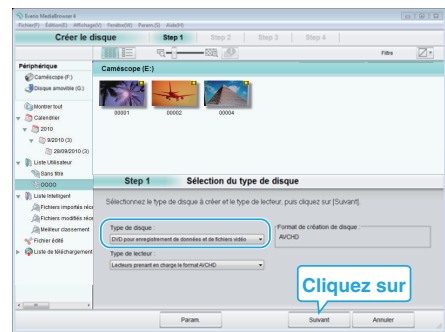 Everio MediaBrowser 4
Fichier(F) Édition(E) Affichage(V) Fenêtre(W) Param.(S) Aide(H)
Créer le disque
Step 1
Step 2
Step 3
Step 4
Filtre
Périphérique
Caméscope (F:)
Disque amovible (G:)
Montrer tout
Calendrier
2010
9/2010 (3)
28/09/2010 (3)
Liste Utilisateur
Sans titre
0000
Liste Intelligent
Fichiers importés réce
Fichiers modifiés réce
Meilleur classement
Fichier édité
Liste de téléchargement
Caméscope (E:)
00001
00002
00004
Step 1
Sélection du type de disque
Sélectionnez le type de disque à créer et le type de lecteur, puis cliquez sur [Suivant].
Type de disque :
DVD pour enregistrement de données et de fichiers vidéo
Type de lecteur :
Lecteurs prenant en charge le format AVCHD
Format de création de disque :
AVCHD
Cliquez sur
Param.
Suivant
Annuler